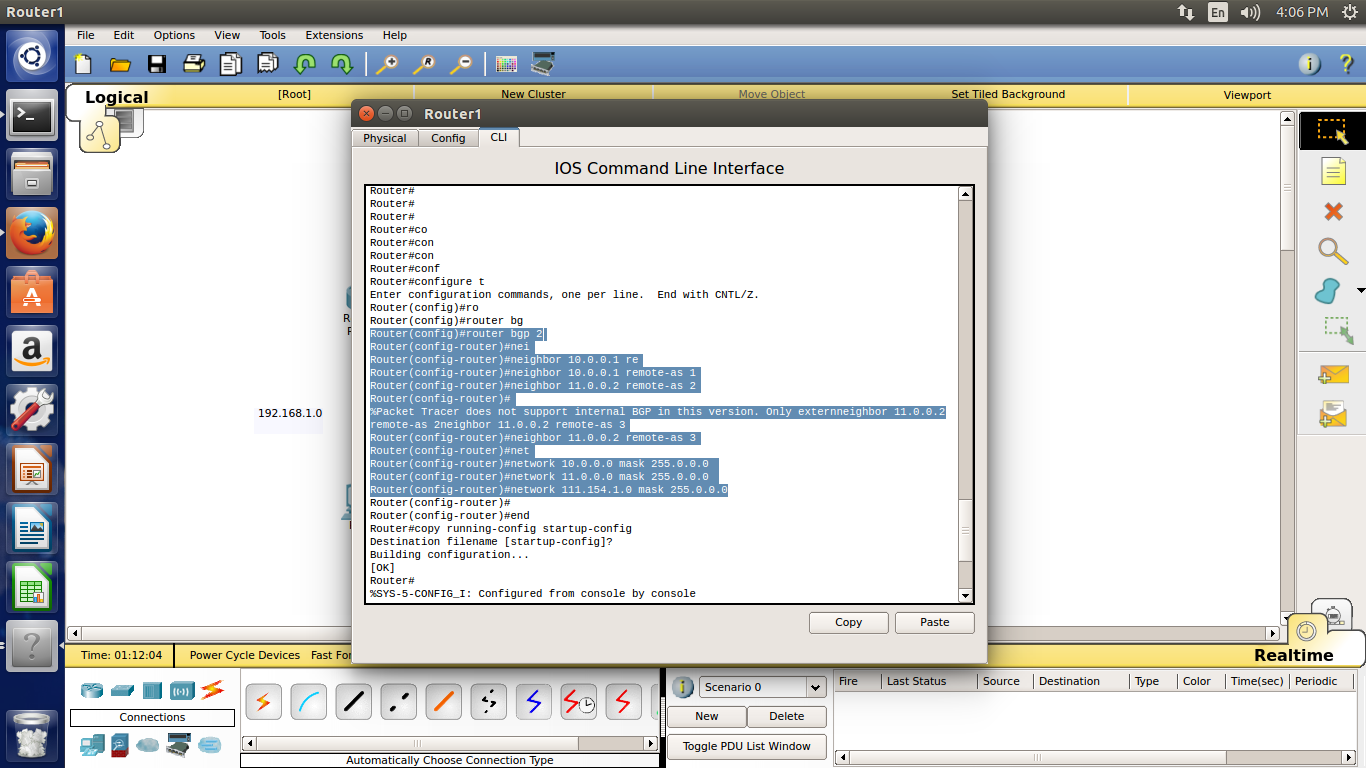 Router1
En
4:06 PM
File Edit Options View Tools Extensions Help
Logical
[Root]
New Cluster
Move Object
Set Tiled Background
Viewport
192.168.1.0
Router1
Physical
Config
CLI
IOS Command Line Interface
Router#
Router#
Router#
Router#co
Router#con
Router#con
Router#conf
Router#configure t
Enter configuration commands, one per line.  End with CNTL/Z.
Router(config)#ro
Router(config)#router bg
Router(config)#router bgp 2
Router(config-router)#nei
Router(config-router)#neighbor 10.0.0.1 re
Router(config-router)#neighbor 10.0.0.1 remote-as 1
Router(config-router)#neighbor 11.0.0.2 remote-as 2
Router(config-router)#
%Packet Tracer does not support internal BGP in this version. Only externneighbor 11.0.0.2
remote-as 2neighbor 11.0.0.2 remote-as 3
Router(config-router)#neighbor 11.0.0.2 remote-as 3
Router(config-router)#net
Router(config-router)#network 10.0.0.0 mask 255.0.0.0
Router(config-router)#network 11.0.0.0 mask 255.0.0.0
Router(config-router)#network 111.154.1.0 mask 255.0.0.0
Router(config-router)#
Router(config-router)#end
Router#copy running-config startup-config
Destination filename [startup-config]?
Building configuration...
[OK]
Router#
%SYS-5-CONFIG_I: Configured from console by console
Copy
Paste
Time: 01:12:04
Power Cycle Devices Fast For
Realtime
Connections
Automatically Choose Connection Type
Scenario 0
New
Delete
Toggle PDU List Window
Fire
Last Status
Source
Destination
Type
Color
Time(sec)
Periodic